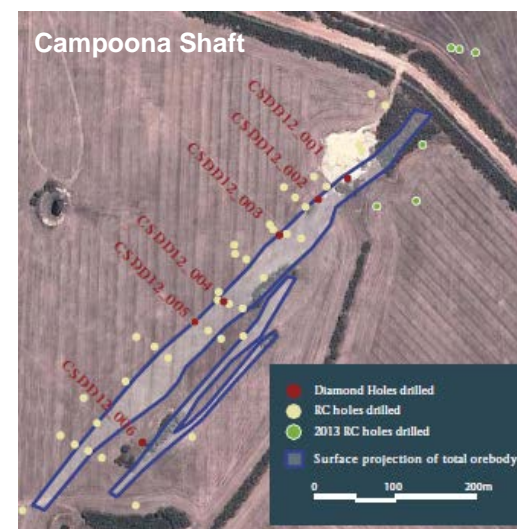 Campoona Shaft
CSDD12_001
CSDD12_002
CSDD12_003
CSDD12_004
CSDD12_005
CSDD12_006
Diamond Holes drilled
RC holes drilled
2013 RC holes drilled
Surface projection of total orebody
0 100 200m